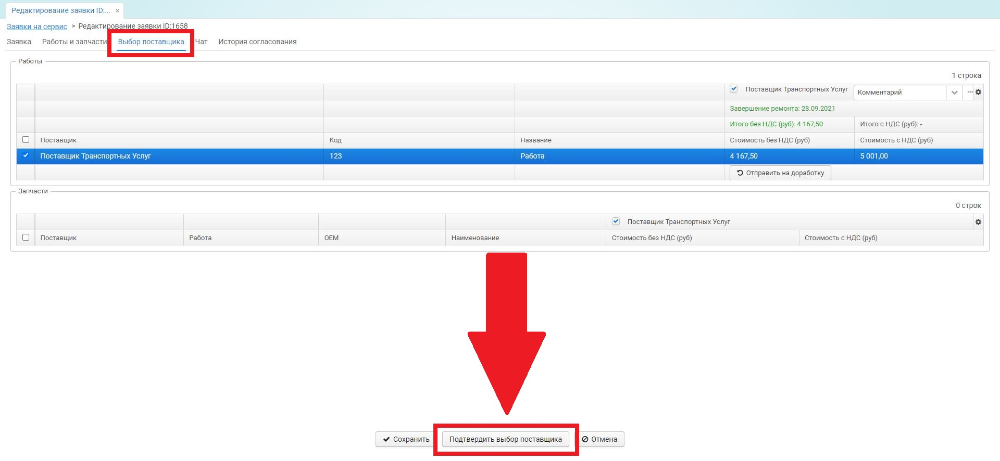 Редактирование заявки ID:... ×
Заявки на сервис > Редактирование заявки ID:1658
Заявка Работы и запчасти Выбор поставщика Чат История согласования
Работы
1 строка
Поставщик Транспортных Услуг Комментарий
Завершение ремонта: 28.09.2021
Итого без НДС (руб): 4 167,50 Итого с НДС (руб): -
Поставщик Код Название Стоимость без НДС (руб) Стоимость с НДС (руб)
Поставщик Транспортных Услуг 123 Работа 4 167,50 5 001,00
Отправить на доработку
Запчасти
0 строк
Поставщик Транспортных Услуг
Поставщик Работа OEM Наименование Стоимость без НДС (руб) Стоимость с НДС (руб)
Сохранить Подтвердить выбор поставщика Отмена